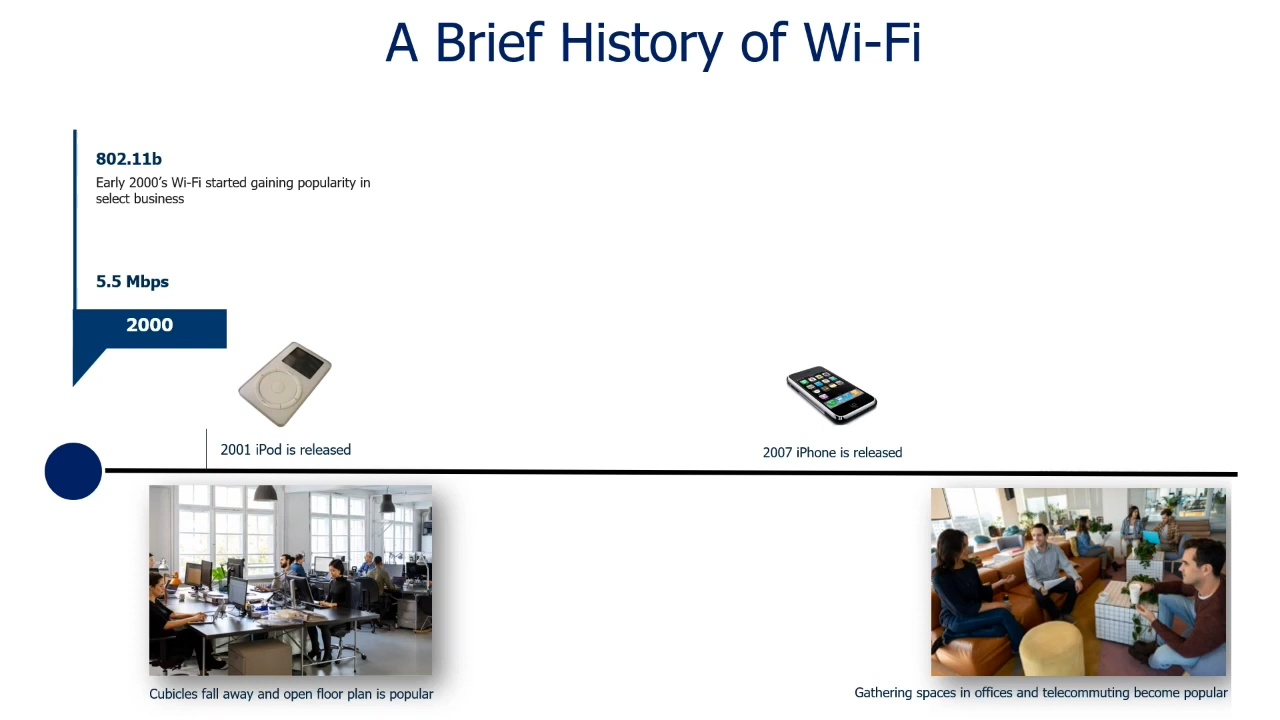 A Brief History of Wi-Fi
802.11b
Early 2000's Wi-Fi started gaining popularity in
select business
5.5 Mbps
2000
2001 iPod is released
2007 iPhone is released
Cubicles fall away and open floor plan is popular
Gathering spaces in offices and telecommuting become popular